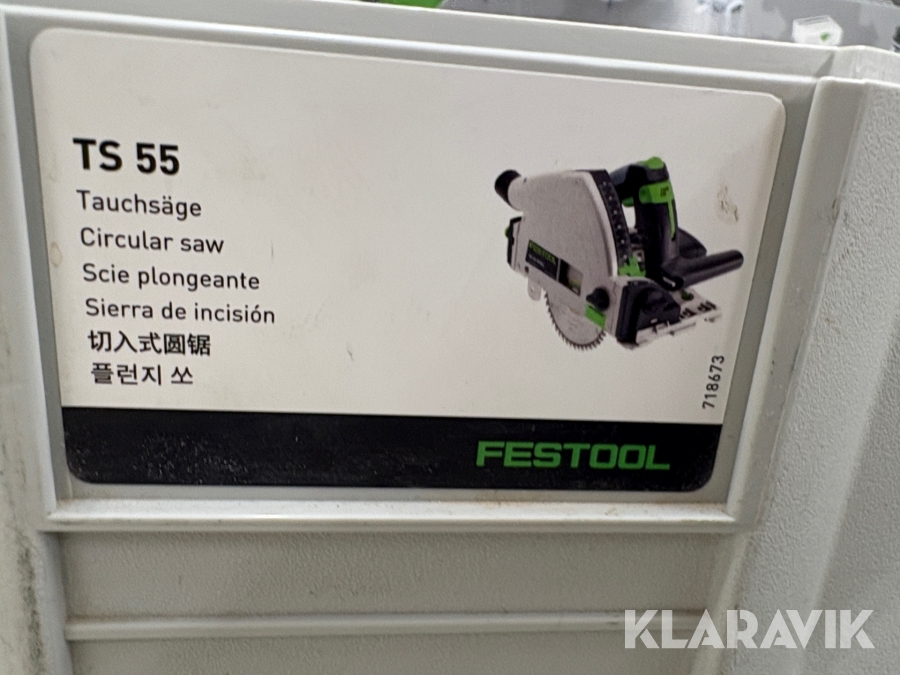 TS 55
Tauchsäge
Circular saw
Scie plongeante
Sierra de incisión
切入式圆锯
플런지 쏘
FESTOOL
718673
FESTOOL
KLARAVIK